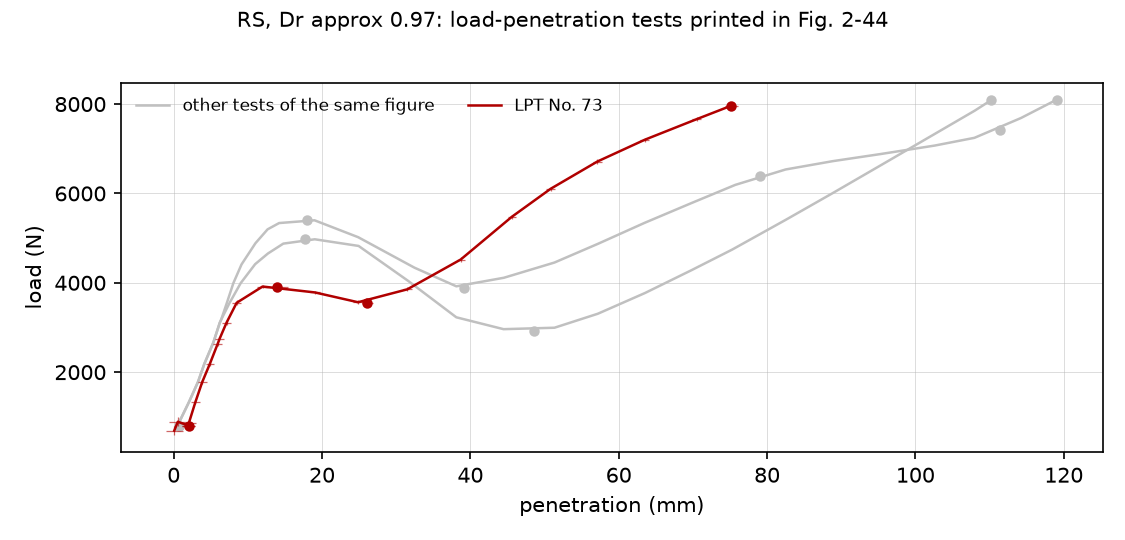 RS, Dr approx 0.97: load-penetration tests printed in Fig. 2-44
other tests of the same figure
LPT No. 73
8000
6000
4000
2000
load (N)
0
20
40
60
80
100
120
penetration (mm)